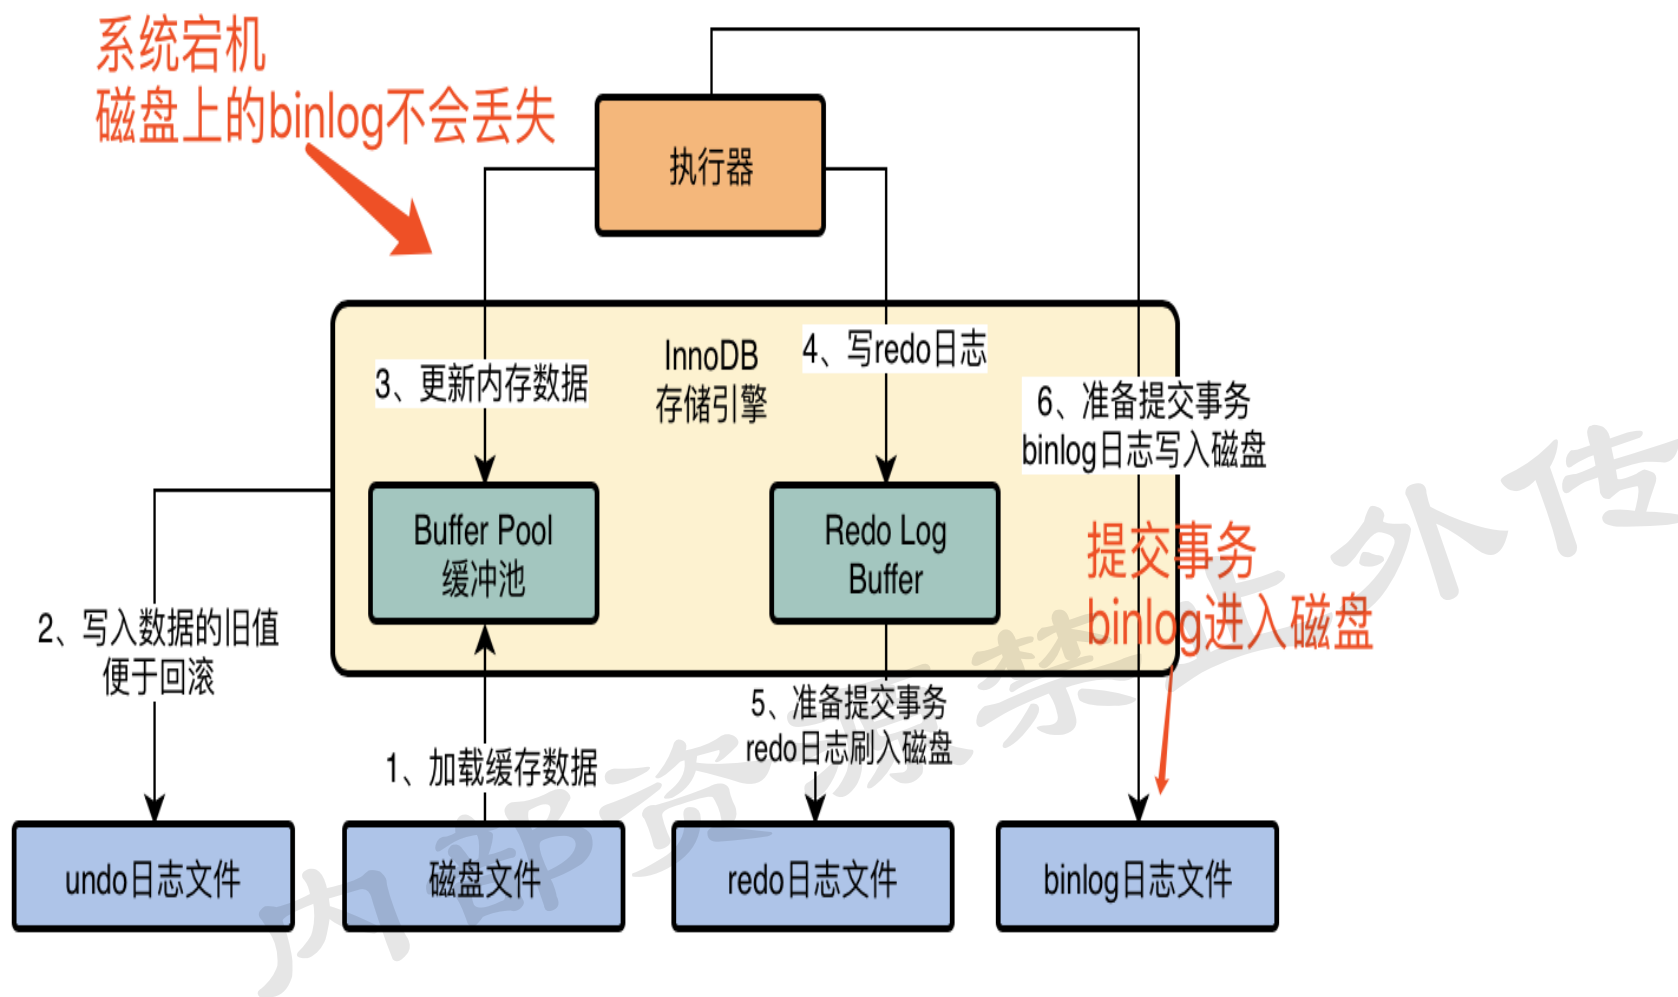 系统宕机
磁盘上的binlog不会丢失
执行器
InnoDB
存储引擎
3、更新内存数据
4、写redo日志
6、准备提交事务
binlog日志写入磁盘
Buffer Pool
缓冲池
Redo Log
Buffer
提交事务
binlog进入磁盘
2、写入数据的旧值
便于回滚
5、准备提交事务
redo日志刷入磁盘
1、加载缓存数据
undo日志文件
磁盘文件
redo日志文件
binlog日志文件
内部资源禁止外传